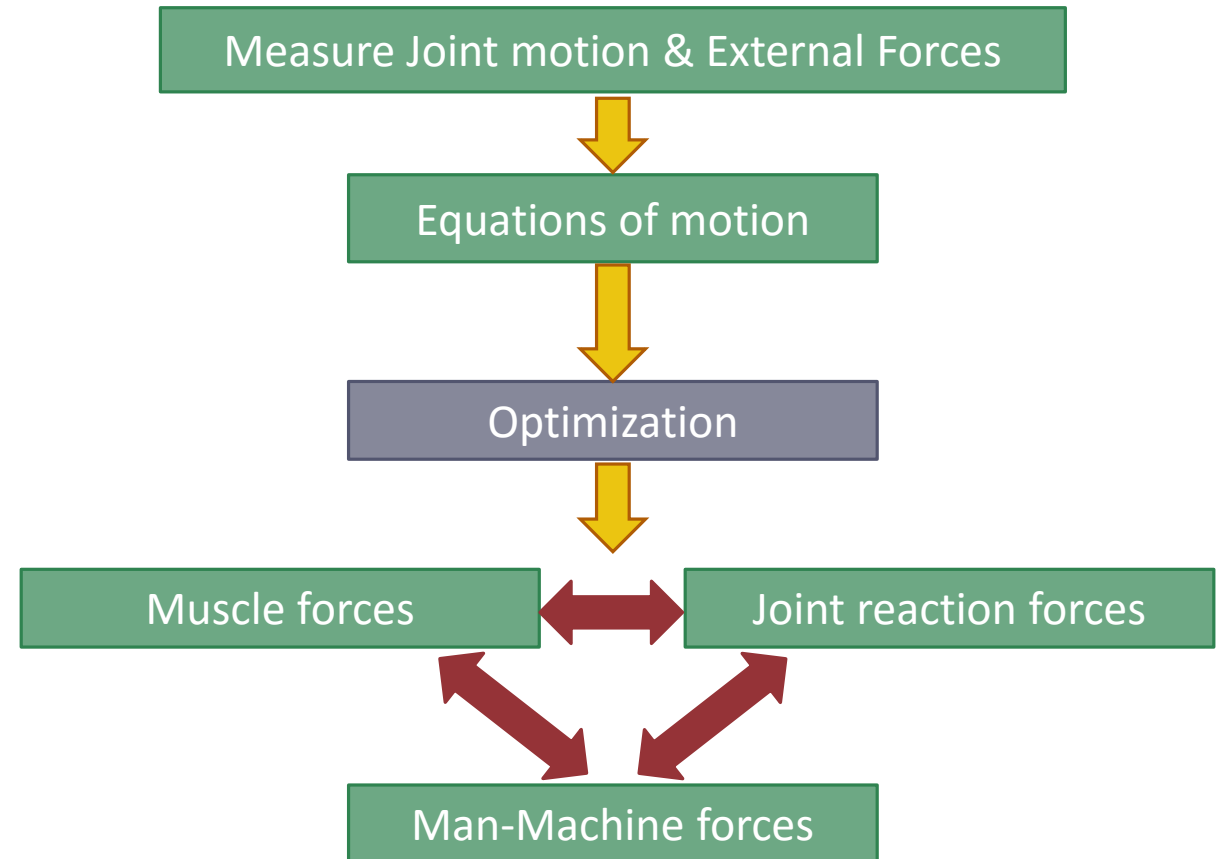 Measure Joint motion & External Forces
Equations of motion
Optimization
Muscle forces
Joint reaction forces
Man-Machine forces